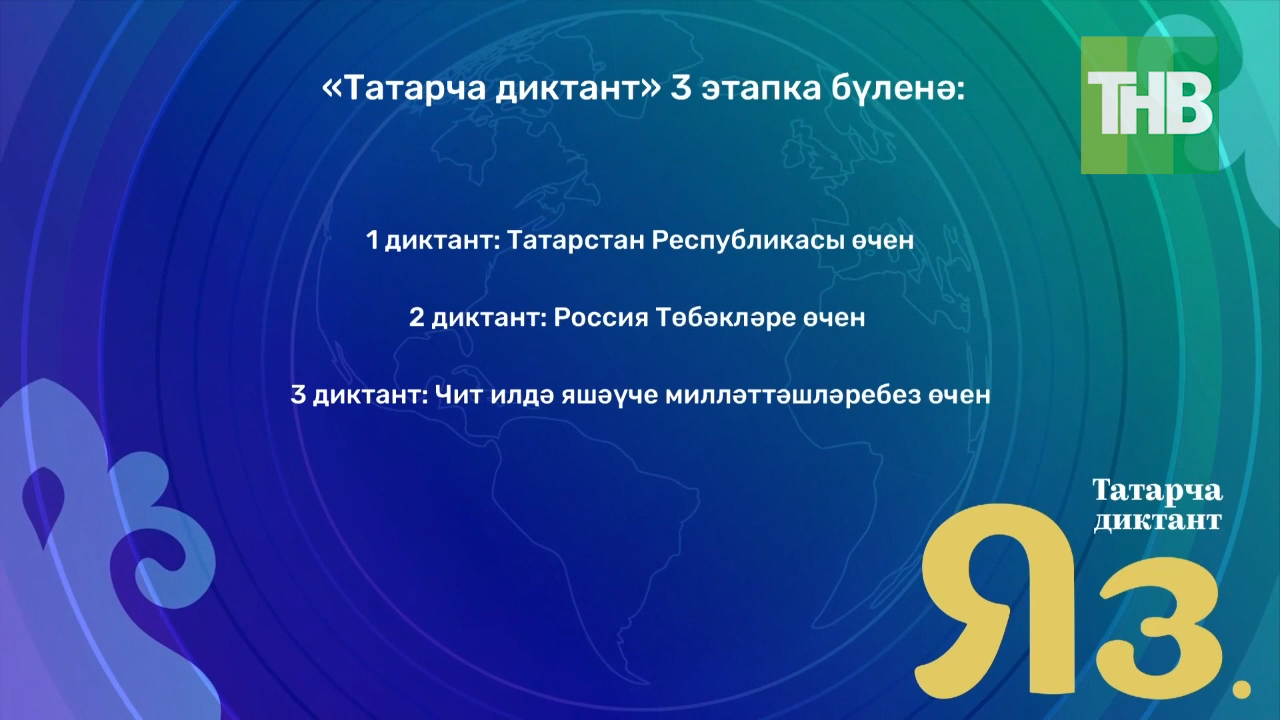 «Татарча диктант» 3 этапка бүленә:
ТНВ
1 диктант: Татарстан Республикасы өчен
2 диктант: Россия Төбәкләре өчен
3 диктант: Чит илдә яшәүче милләттәшләребез өчен
Татарча
диктант
Яз.